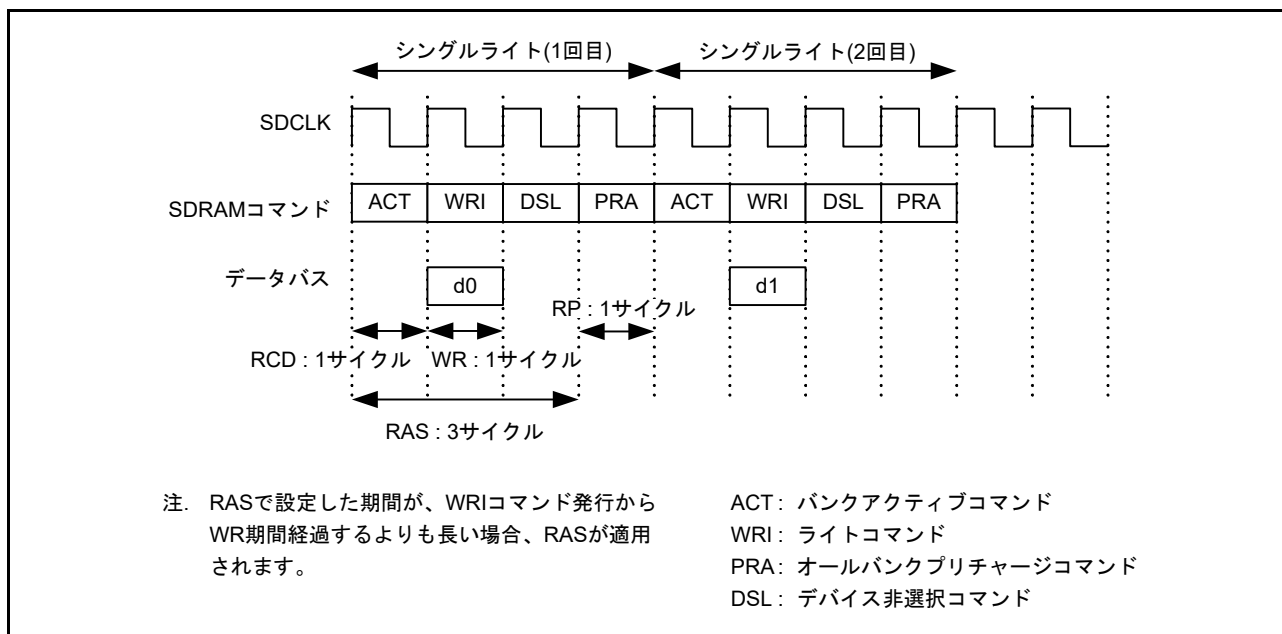 シングルライト(1回目) シングルライト(2回目)
SDCLK
SDRAMコマンド ACT WRI DSL PRA ACT WRI DSL PRA
データバス d0 d1
RP : 1サイクル
RCD : 1サイクル WR : 1サイクル
RAS : 3サイクル
注. RASで設定した期間が、WRIコマンド発行から
WR期間経過するよりも長い場合、RASが適用
されます。
ACT : バンクアクティブコマンド
WRI : ライトコマンド
PRA : オールバンクプリチャージコマンド
DSL : デバイス非選択コマンド